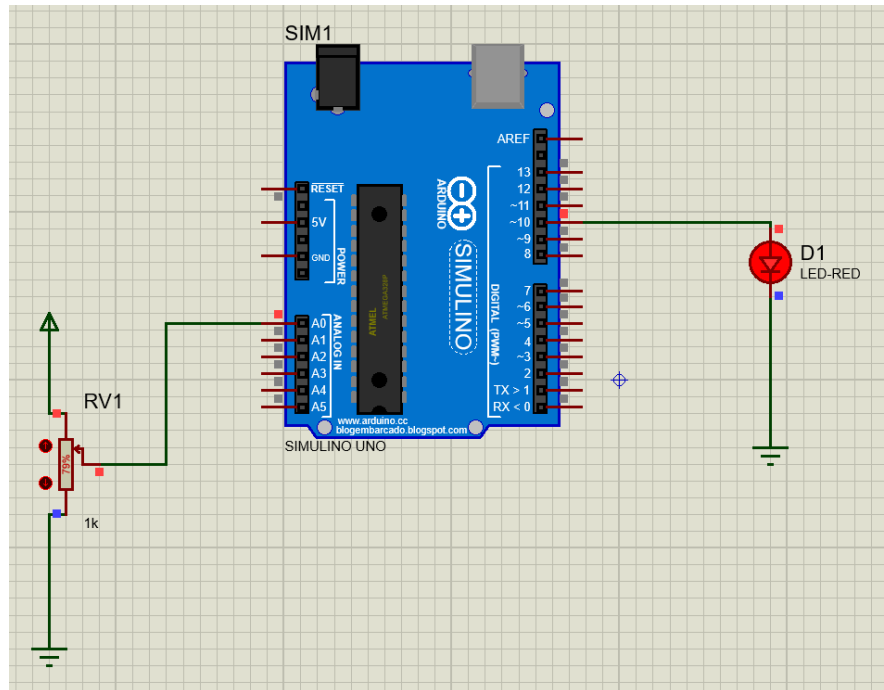 SIM1
AREF
13
12
~11
~10
~9
8
7
~6
~5
4
~3
2
TX > 1
RX < 0
RESET
5V
GND
POWER
A0
A1
A2
A3
A4
A5
ANALOG IN
ARDUINO
SIMULINO
DIGITAL (PWM~)
ATMEL
ATMEGA328P
www.arduino.cc
blogembarcado.blogspot.com
SIMULINO UNO
D1
LED-RED
RV1
79%
1k